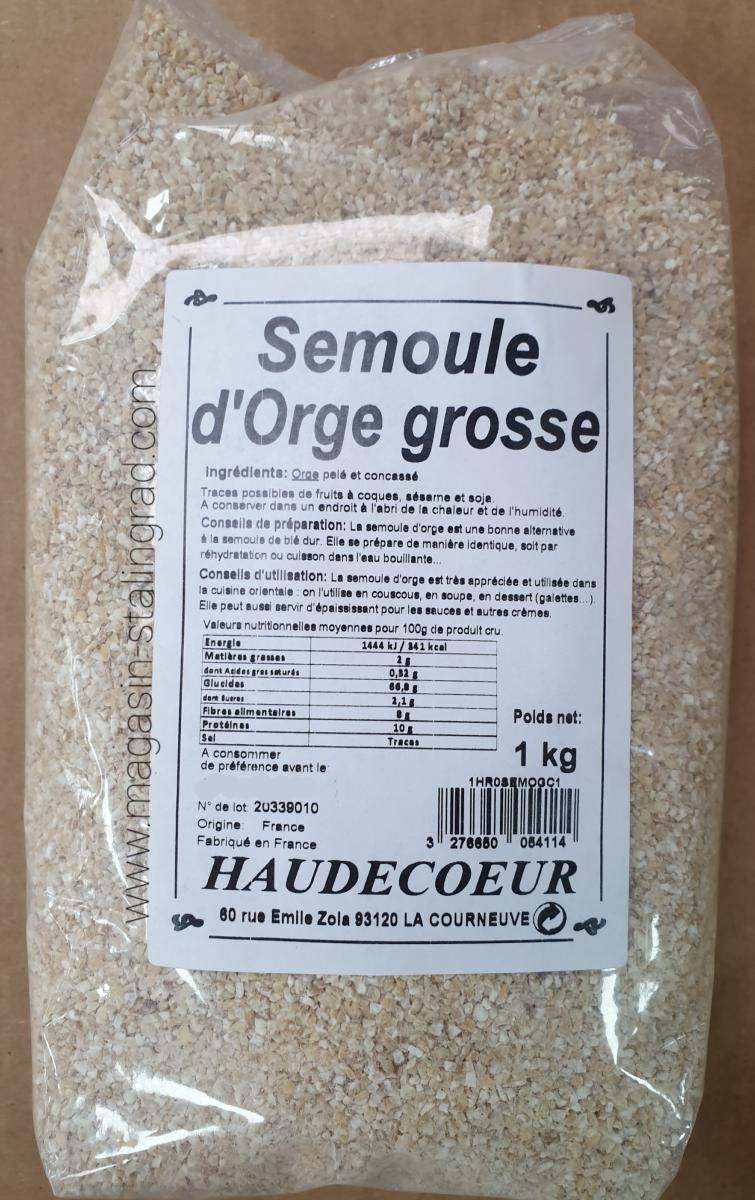 Semoule
d'Orge grosse
Ingrédients: Orge pelé et concassé
Traces possibles de fruits à coques, sésame et soja.
A conserver dans un endroit à l'abri de la chaleur et de l'humidité.
Conseils de préparation: La semoule d'orge est une bonne alternative
à la semoule de blé dur. Elle se prépare de manière identique, soit par
réhydratation ou cuisson dans l'eau bouillante...
Conseils d'utilisation: La semoule d'orge est très appréciée et utilisée dans
la cuisine orientale : on l'utilise en couscous, en soupe, en dessert (galettes...).
Elle peut aussi servir d'épaississant pour les sauces et autres crèmes.
Valeurs nutritionnelles moyennes pour 100g de produit cru.
Energie 1444 kJ / 341 kcal
Matières grasses 2 g
dont Acides gras saturés 0,32 g
Glucides 66,8 g
dont Sucres 2,1 g
Fibres alimentaires 8 g
Protéines 10 g
Sel Traces
Poids net:
1 kg
A consommer
de préférence avant le:
1HROSEMOGC1
N° de lot: 20339010
Origine: France
Fabriqué en France
3 276650 054114
HAUDECOEUR
60 rue Emile Zola 93120 LA COURNEUVE
www.magasin-stalingrad.com